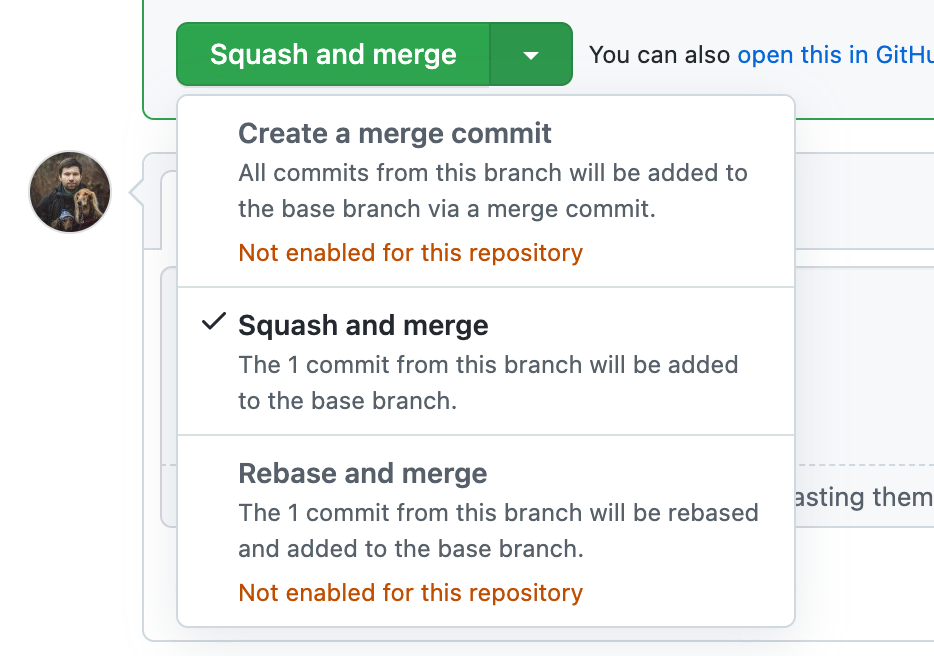 Squash and merge
You can also open this in
Create a merge commit
All commits from this branch will be added to
the base branch via a merge commit.
Not enabled for this repository
Squash and merge
The 1 commit from this branch will be added
to the base branch.
Rebase and merge
The 1 commit from this branch will be rebased
and added to the base branch.
them
Not enabled for this repository